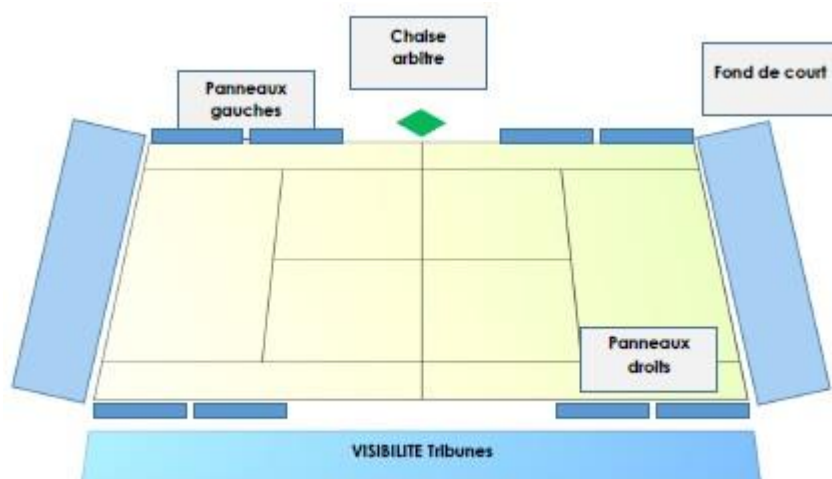 Chaise
arbitre
Fond de court
Panneaux
gauches
Panneaux
droits
VISIBILITE Tribunes